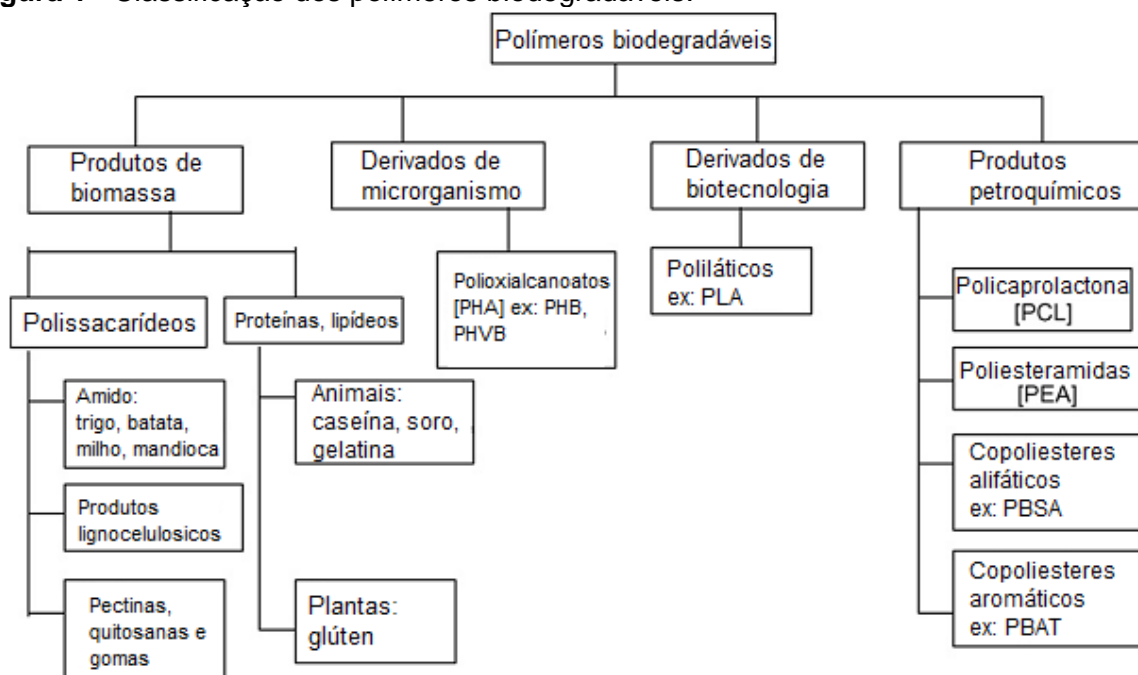 Polímeros biodegradáveis
Produtos de
biomassa
Derivados de
microrganismo
Derivados de
biotecnologia
Produtos
petroquímicos
Polissacarídeos
Proteínas, lipídeos
Polioxialcanoatos
[PHA] ex: PHB,
PHVB
Poliláticos
ex: PLA
Policaprolactona
[PCL]
Poliesteramidas
[PEA]
Copoliesteres
alifáticos
ex: PBSA
Copoliesteres
aromáticos
ex: PBAT
Amido:
trigo, batata,
milho, mandioca
Produtos
lignocelulosicos
Pectinas,
quitosanas e
gomas
Animais:
caseína, soro,
gelatina
Plantas:
glúten